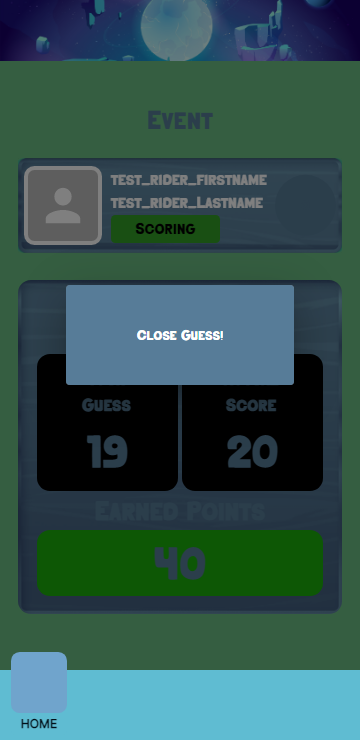 Event
test_rider_firstname
test_rider_Lastname
Scoring
Close Guess!
Guess
Score
19
20
Earned Points
40
HOME